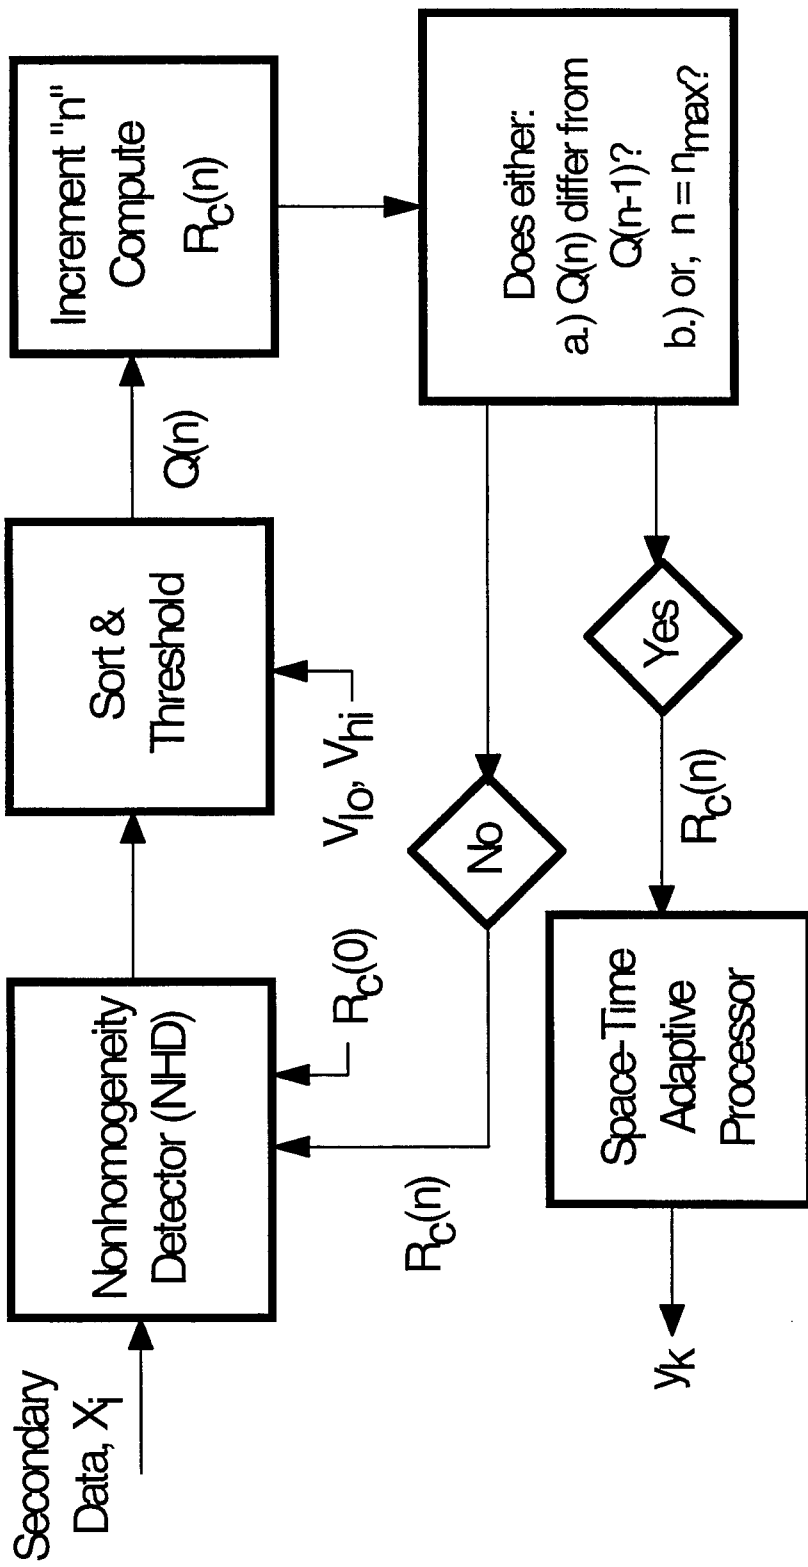 Secondary
Data, Xi
Nonhomogeneity
Detector (NHD)
Rc(0)
Rc(n)
Sort &
Threshold
Vlo, Vhi
Q(n)
Increment "n"
Compute
Rc(n)
Does either:
a.) Q(n) differ from
Q(n-1)?
b.) or, n = nmax?
No
Yes
Rc(n)
Space-Time
Adaptive
Processor
yk